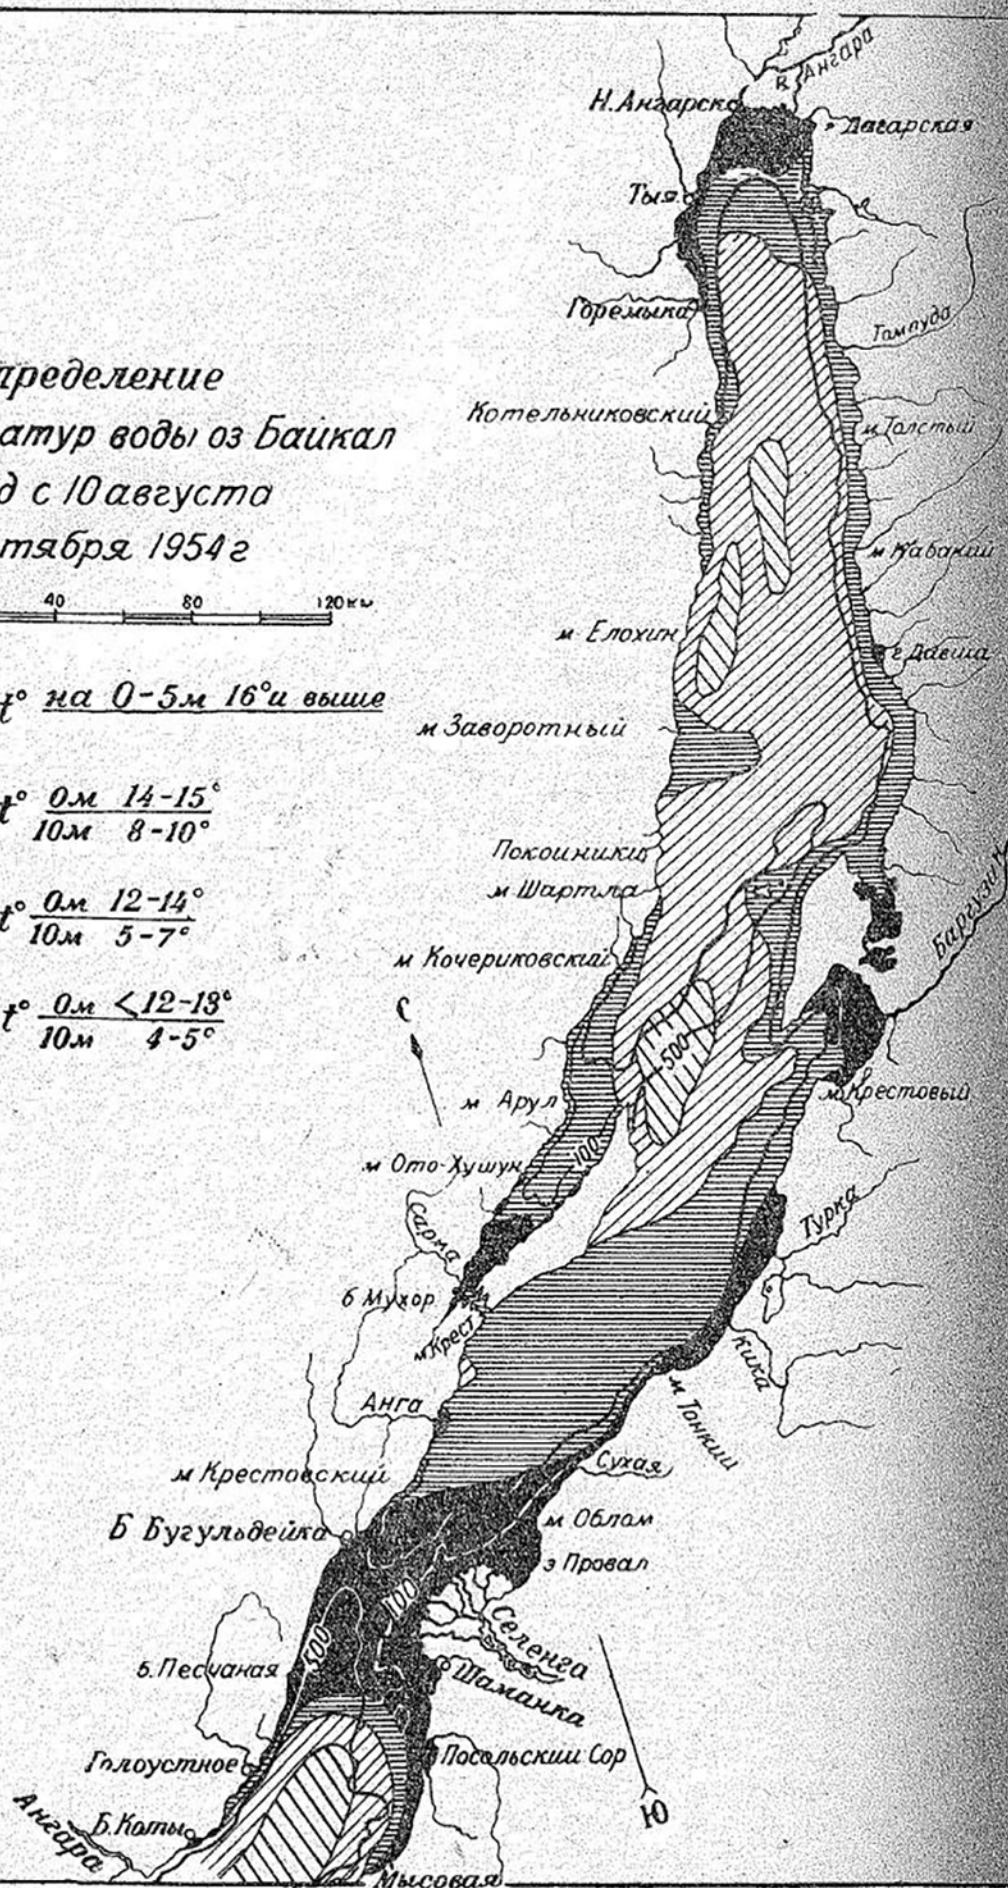 пределение
атур воды оз Байкал
д с 10 августа
тября 1954 г
40 80 120 км
t° на 0-5м 16° и выше
t° 0м 14-15°
10м 8-10°
t° 0м 12-14°
10м 5-7°
t° 0м <12-13°
10м 4-5°
R. Ангара
Н. Ангарск
Дагарская
Тыя
Горемыка
Томпуда
Котельниковский
м Толстый
м Кабаний
м Елохин
г. Давша
м Заворотный
Покойники
м Шартла
Баргузин
м Кочериковский
С
500
м Арул
м Крестовый
100
м Ото-Хушун
Сарма
Турка
б Мухор
м Крест
Кика
Анга
м Тонкий
Сухая
м Крестовский
м Облом
Б Бугульдейка
з Провал
100
500
Селенга
б. Песчаная
Шаманка
Голоустное
Посольский Сор
Ю
Ангара
Б. Коты
Мысовая